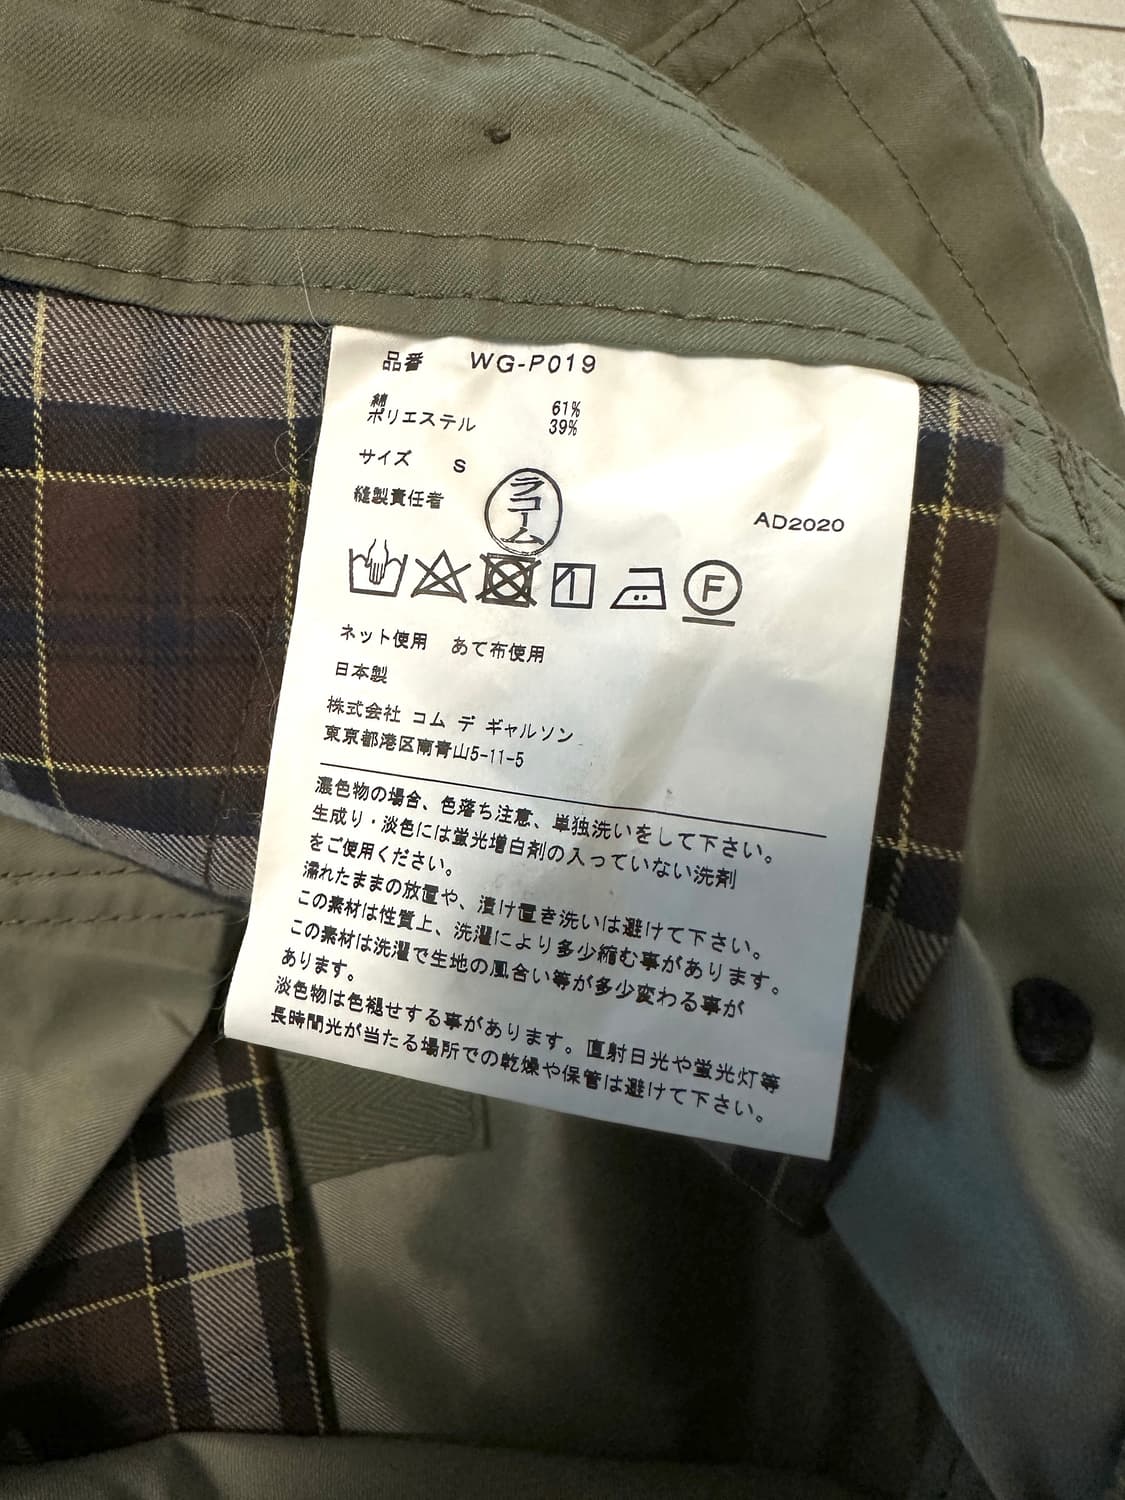 品番 WG-P019
綿 61%
ポリエステル 39%
サイズ S
縫製責任者 ラコーム
AD2020
F
ネット使用 あて布使用
日本製
株式会社 コム デ ギャルソン
東京都港区南青山5-11-5
濃色物の場合、色落ち注意、単独洗いをして下さい。
生成り・淡色には蛍光増白剤の入っていない洗剤
をご使用ください。
濡れたままの放置や、漬け置き洗いは避けて下さい。
この素材は性質上、洗濯により多少縮む事があります。
この素材は洗濯で生地の風合い等が多少変わる事が
あります。
淡色物は色褪せする事があります。直射日光や蛍光灯等
長時間光が当たる場所での乾燥や保管は避けて下さい。